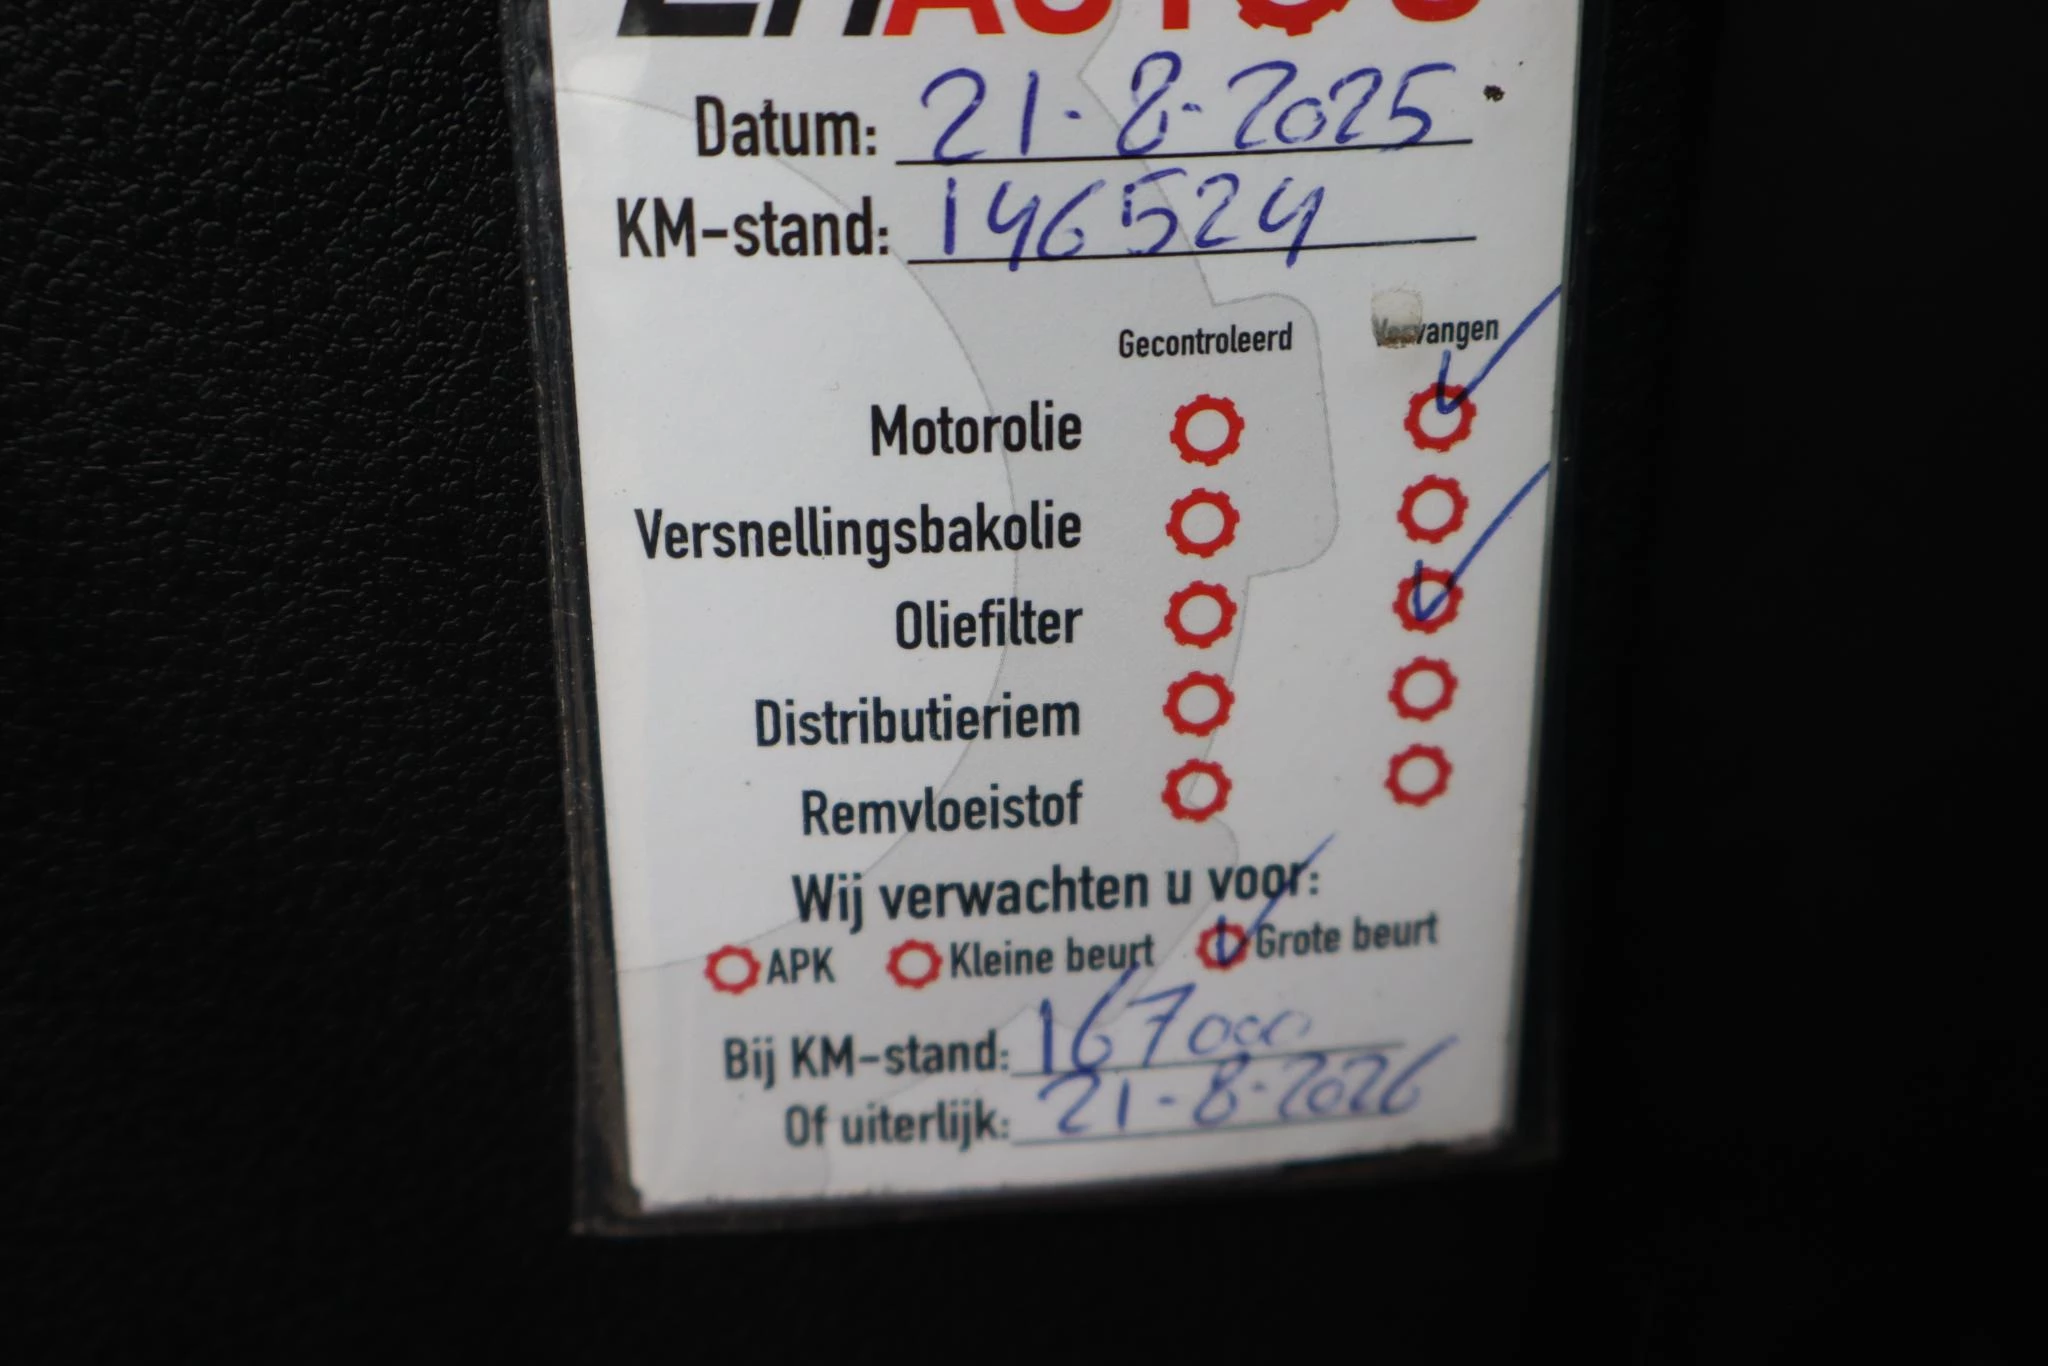 Datum: 21-8-2025
KM-stand: 146524
Gecontroleerd Vervangen
Motorolie
Versnellingsbakolie
Oliefilter
Distributieriem
Remvloeistof
Wij verwachten u voor:
APK Kleine beurt Grote beurt
Bij KM-stand: 167000
Of uiterlijk: 21-8-2026